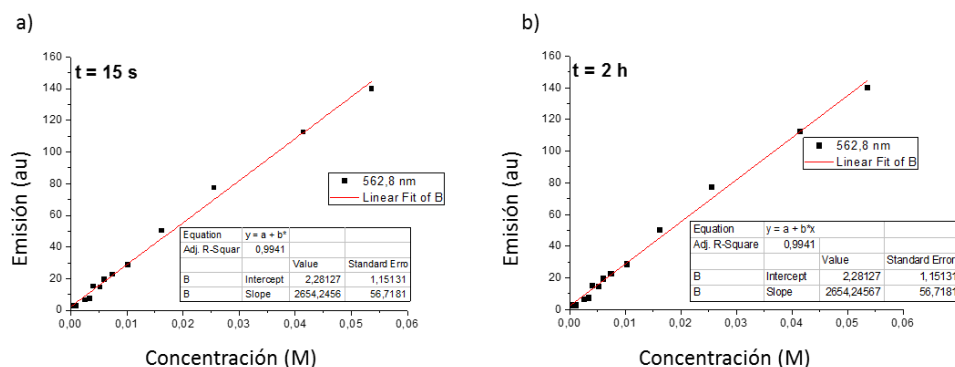 a)
t = 15 s
Emisión (au)
160
140
120
100
80
60
40
20
0
0,00
0,01
0,02
0,03
0,04
0,05
0,06
Concentración (M)
562,8 nm
Linear Fit of B
Equation y = a + b*
Adj. R-Squar 0,9941
Value Standard Erro
B Intercept 2,28127 1,15131
B Slope 2654,2456 56,7181
b)
t = 2 h
Emisión (au)
160
140
120
100
80
60
40
20
0
0,00
0,01
0,02
0,03
0,04
0,05
0,06
Concentración (M)
562,8 nm
Linear Fit of B
Equation y = a + b*x
Adj. R-Square 0,9941
Value Standard Error
B Intercept 2,28127 1,15131
B Slope 2654,24567 56,7181